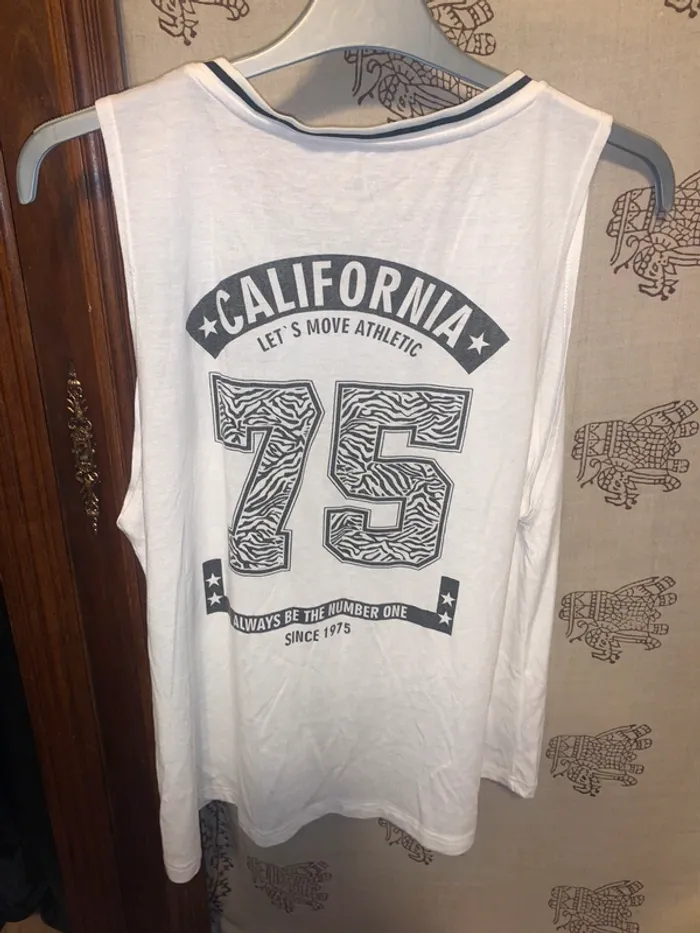 CALIFORNIA
LET`S MOVE ATHLETIC
75
ALWAYS BE THE NUMBER ONE
SINCE 1975